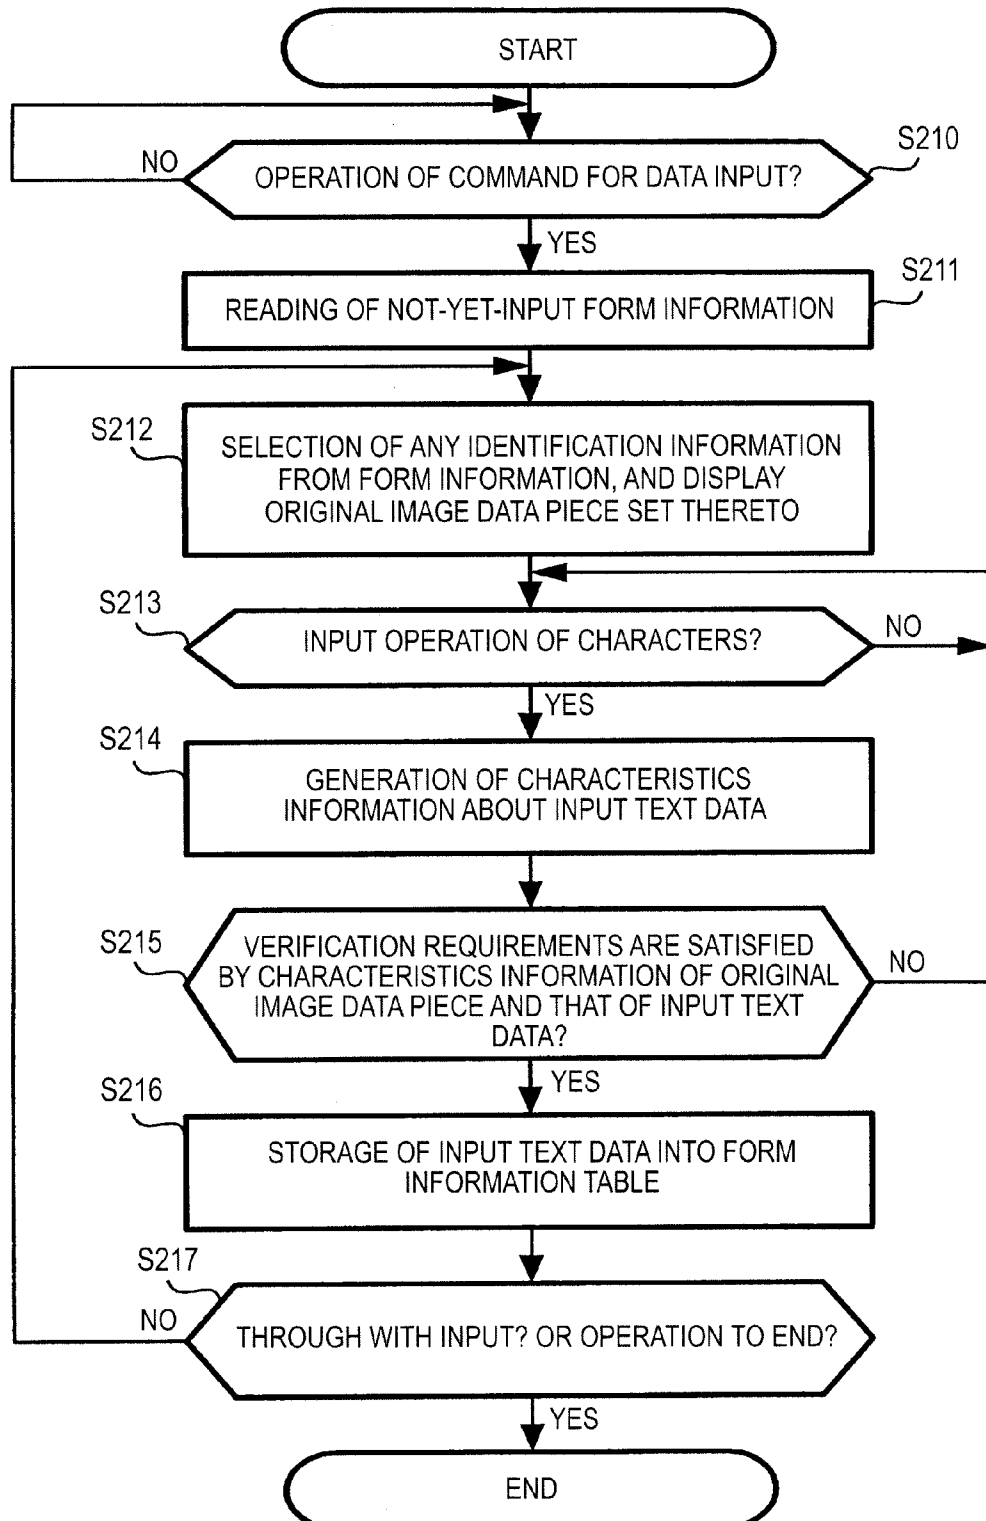 START
NO
OPERATION OF COMMAND FOR DATA INPUT?
S210
YES
S211
READING OF NOT-YET-INPUT FORM INFORMATION
S212
SELECTION OF ANY IDENTIFICATION INFORMATION
FROM FORM INFORMATION, AND DISPLAY
ORIGINAL IMAGE DATA PIECE SET THERETO
S213
INPUT OPERATION OF CHARACTERS?
NO
YES
S214
GENERATION OF CHARACTERISTICS
INFORMATION ABOUT INPUT TEXT DATA
S215
VERIFICATION REQUIREMENTS ARE SATISFIED
BY CHARACTERISTICS INFORMATION OF ORIGINAL
IMAGE DATA PIECE AND THAT OF INPUT TEXT
DATA?
NO
YES
S216
STORAGE OF INPUT TEXT DATA INTO FORM
INFORMATION TABLE
S217
NO
THROUGH WITH INPUT? OR OPERATION TO END?
YES
END